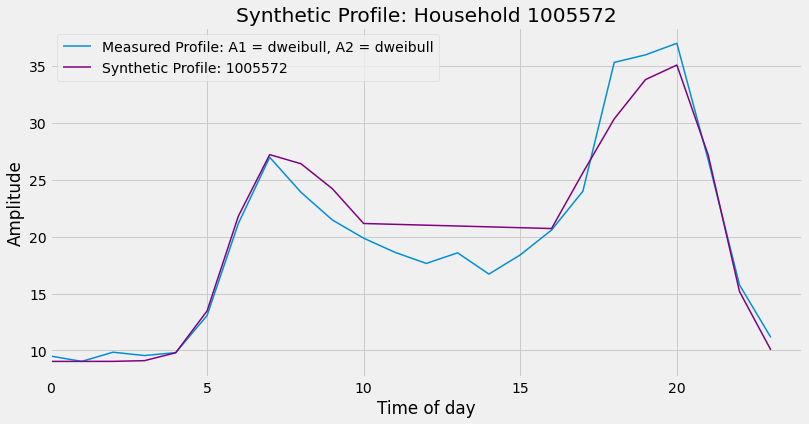 Synthetic Profile: Household 1005572
Measured Profile: A1 = dweibull, A2 = dweibull
Synthetic Profile: 1005572
Amplitude
35
30
25
20
15
10
0 5 10 15 20
Time of day